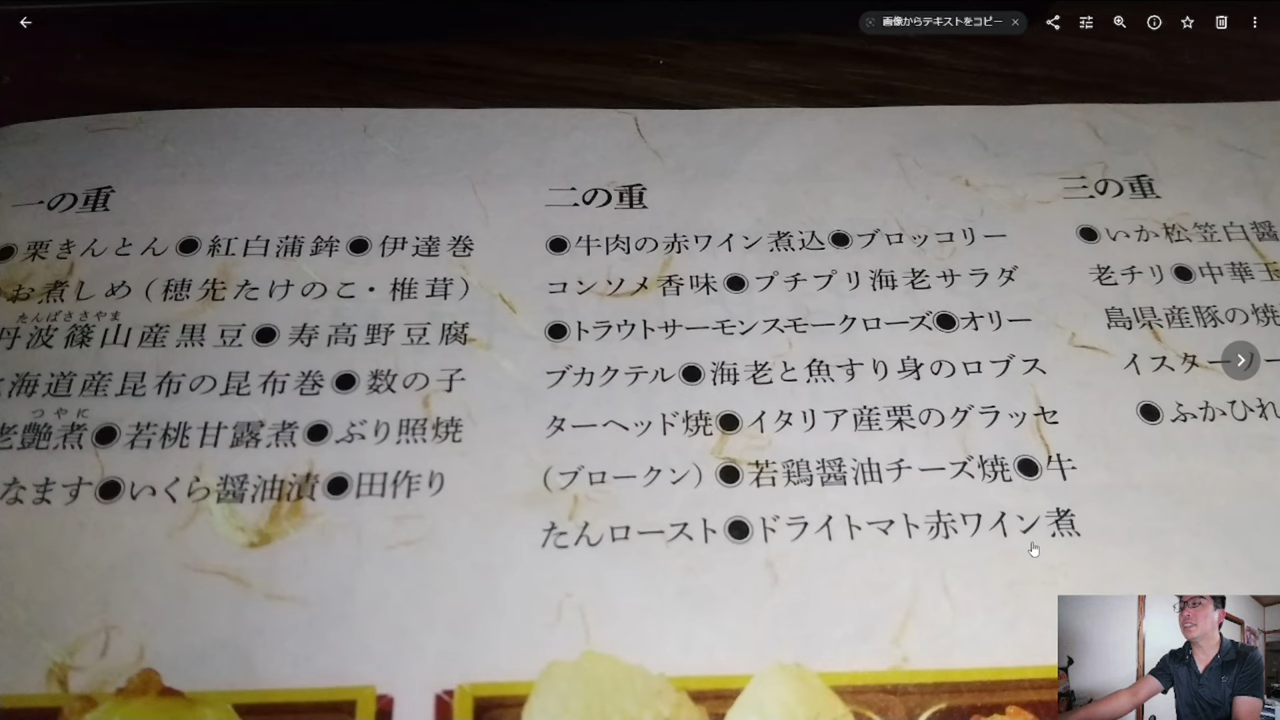 画像からテキストをコピー
一の重
●栗きんとん●紅白蒲鉾●伊達巻
お煮しめ(穂先たけのこ・椎茸)
たんばささやま
丹波篠山産黒豆●寿高野豆腐
海道産昆布の昆布巻●数の子
つやに
老艶煮●若桃甘露煮●ぶり照焼
なます●いくら醤油漬●田作り
二の重
●牛肉の赤ワイン煮込●ブロッコリー
コンソメ香味●プチプリ海老サラダ
●トラウトサーモンスモークローズ●オリー
ブカクテル●海老と魚すり身のロブス
ターヘッド焼●イタリア産栗のグラッセ
(ブロークン)●若鶏醤油チーズ焼●牛
たんロースト●ドライトマト赤ワイン煮
三の重
●いか松笠白醤
老チリ●中華玉
島県産豚の焼
イスターソー
●ふかひれ